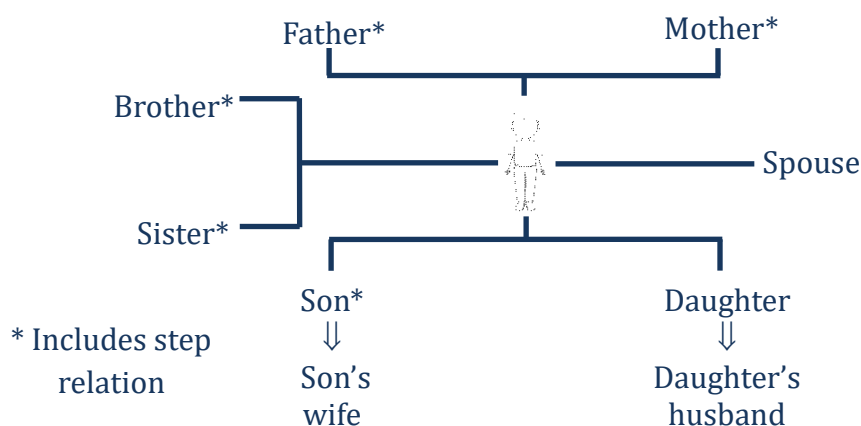 Father*
Mother*
Brother*
Spouse
Sister*
Son*
Daughter
* Includes step
relation
⇓
⇓
Son’s
wife
Daughter’s
husband